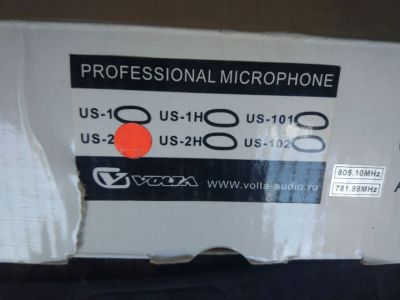 PROFESSIONAL MICROPHONE
US-1 US-1H US-101
US-2 US-2H US-102
VOLTA www.volta-audio.ru
805.10MHz
781.88MHz